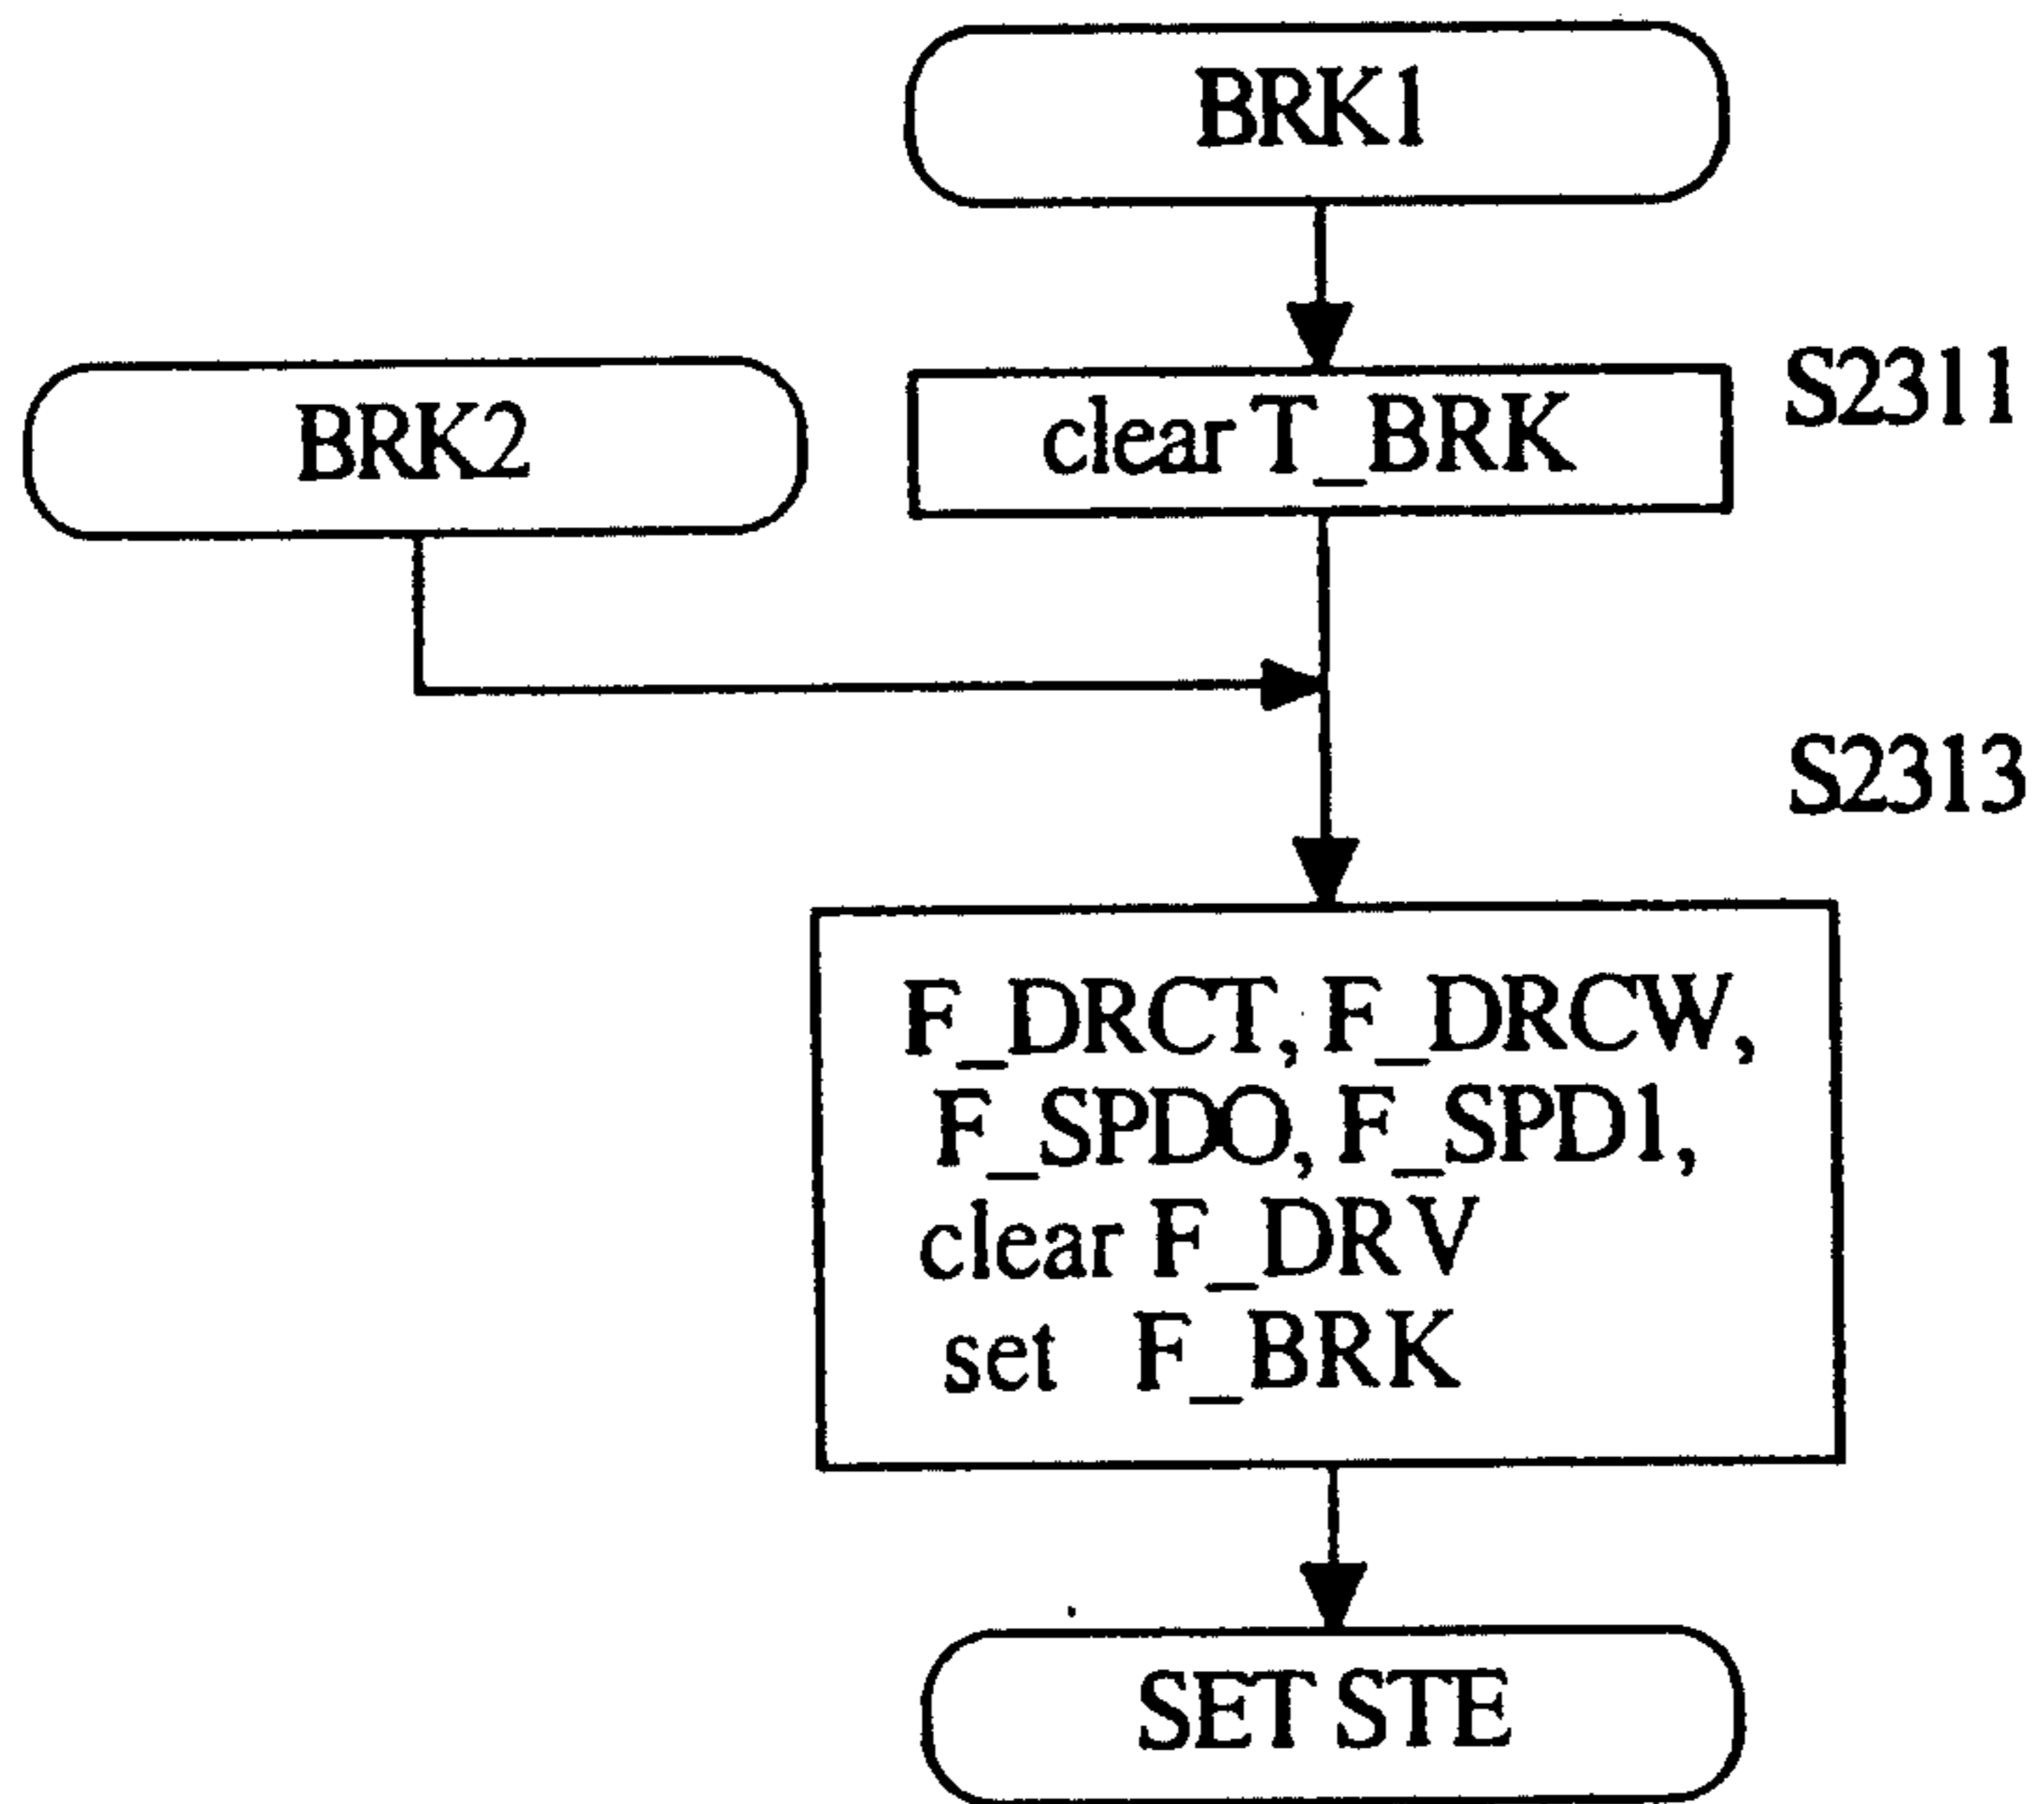 BRK1
S2311
clear T_BRK
BRK2
S2313
F_DRCT, F_DRCW,
F_SPDO, F_SPD1,
clear F_DRV
set F_BRK
SET STE